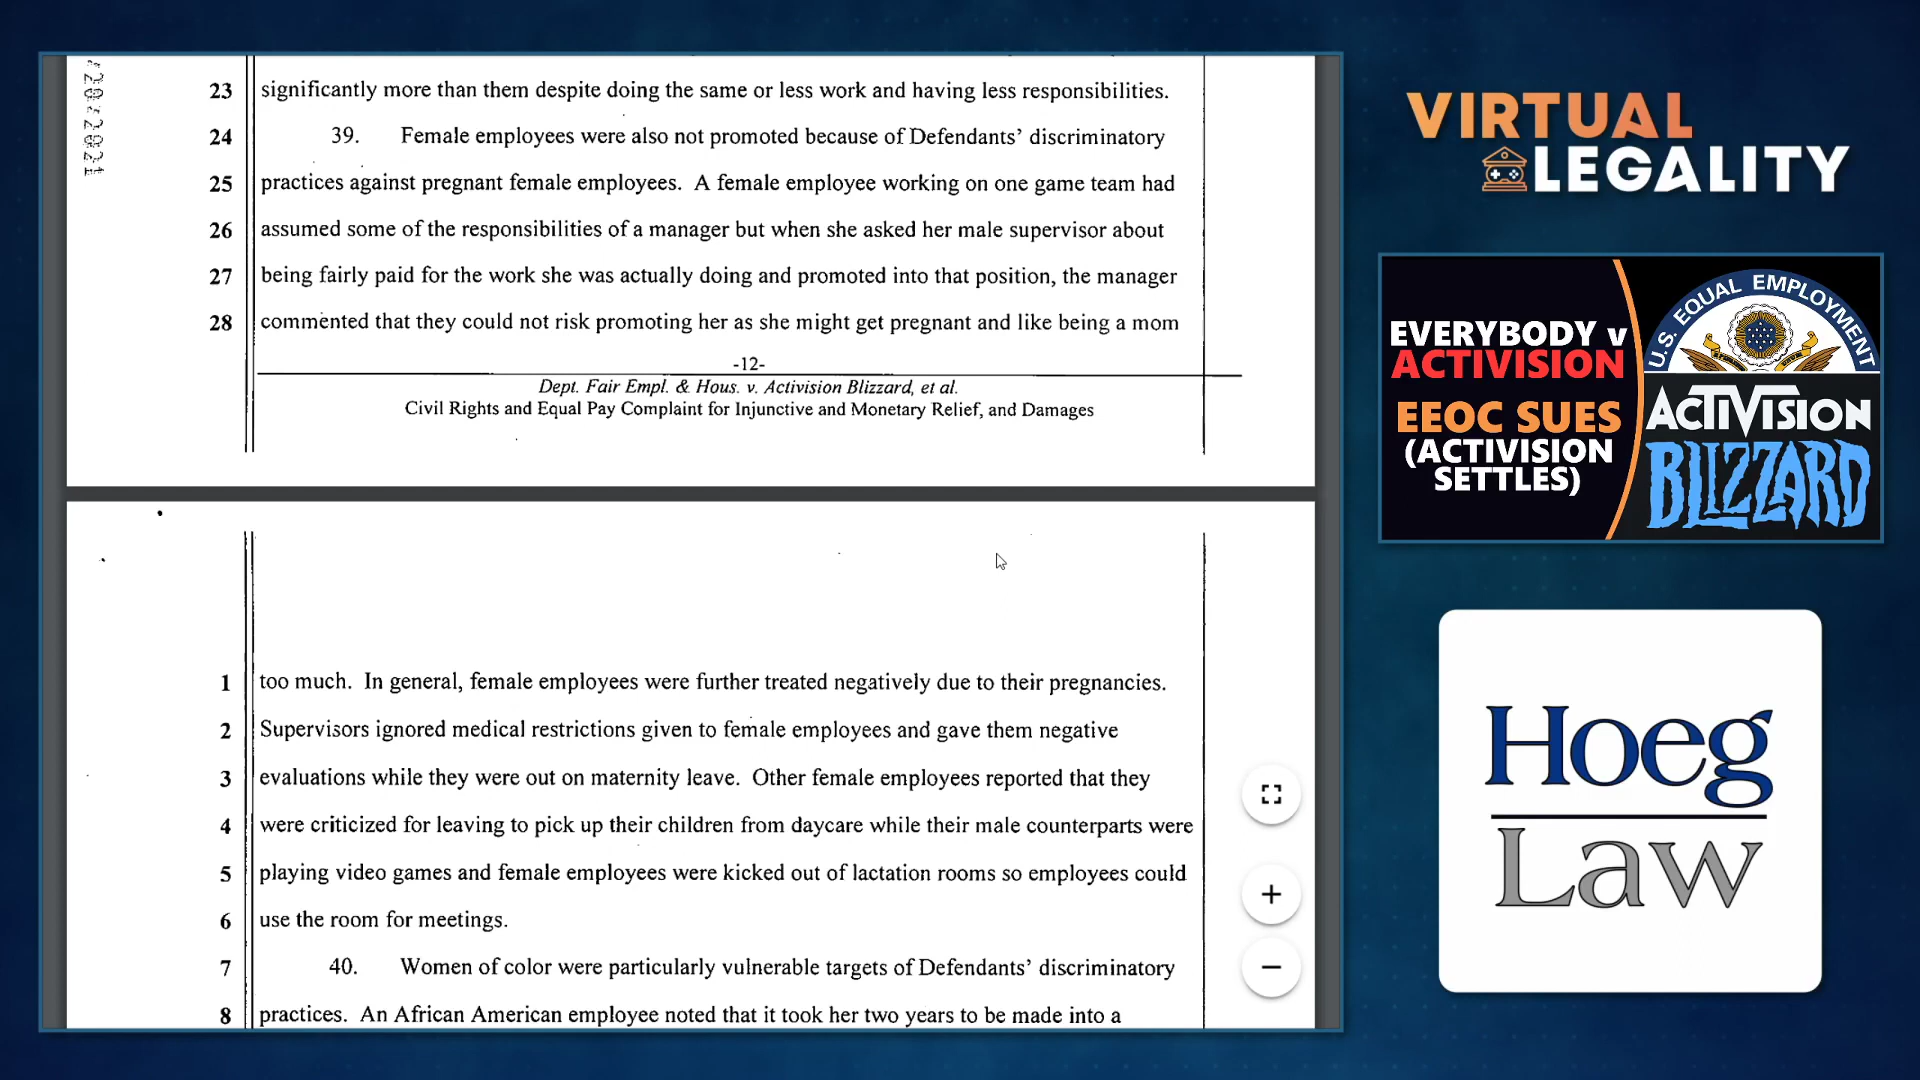 23 significantly more than them despite doing the same or less work and having less responsibilities.
24 39. Female employees were also not promoted because of Defendants' discriminatory
25 practices against pregnant female employees. A female employee working on one game team had
26 assumed some of the responsibilities of a manager but when she asked her male supervisor about
27 being fairly paid for the work she was actually doing and promoted into that position, the manager
28 commented that they could not risk promoting her as she might get pregnant and like being a mom
-12-
Dept. Fair Empl. & Hous. v. Activision Blizzard, et al.
Civil Rights and Equal Pay Complaint for Injunctive and Monetary Relief, and Damages
1 too much. In general, female employees were further treated negatively due to their pregnancies.
2 Supervisors ignored medical restrictions given to female employees and gave them negative
3 evaluations while they were out on maternity leave. Other female employees reported that they
4 were criticized for leaving to pick up their children from daycare while their male counterparts were
5 playing video games and female employees were kicked out of lactation rooms so employees could
6 use the room for meetings.
7 40. Women of color were particularly vulnerable targets of Defendants' discriminatory
8 practices. An African American employee noted that it took her two years to be made into a
VIRTUAL
LEGALITY
EVERYBODY v
ACTIVISION
EEOC SUES
(ACTIVISION
SETTLES)
U.S. EQUAL EMPLOYMENT
ACTIVISION
BLIZZARD
Hoeg
Law